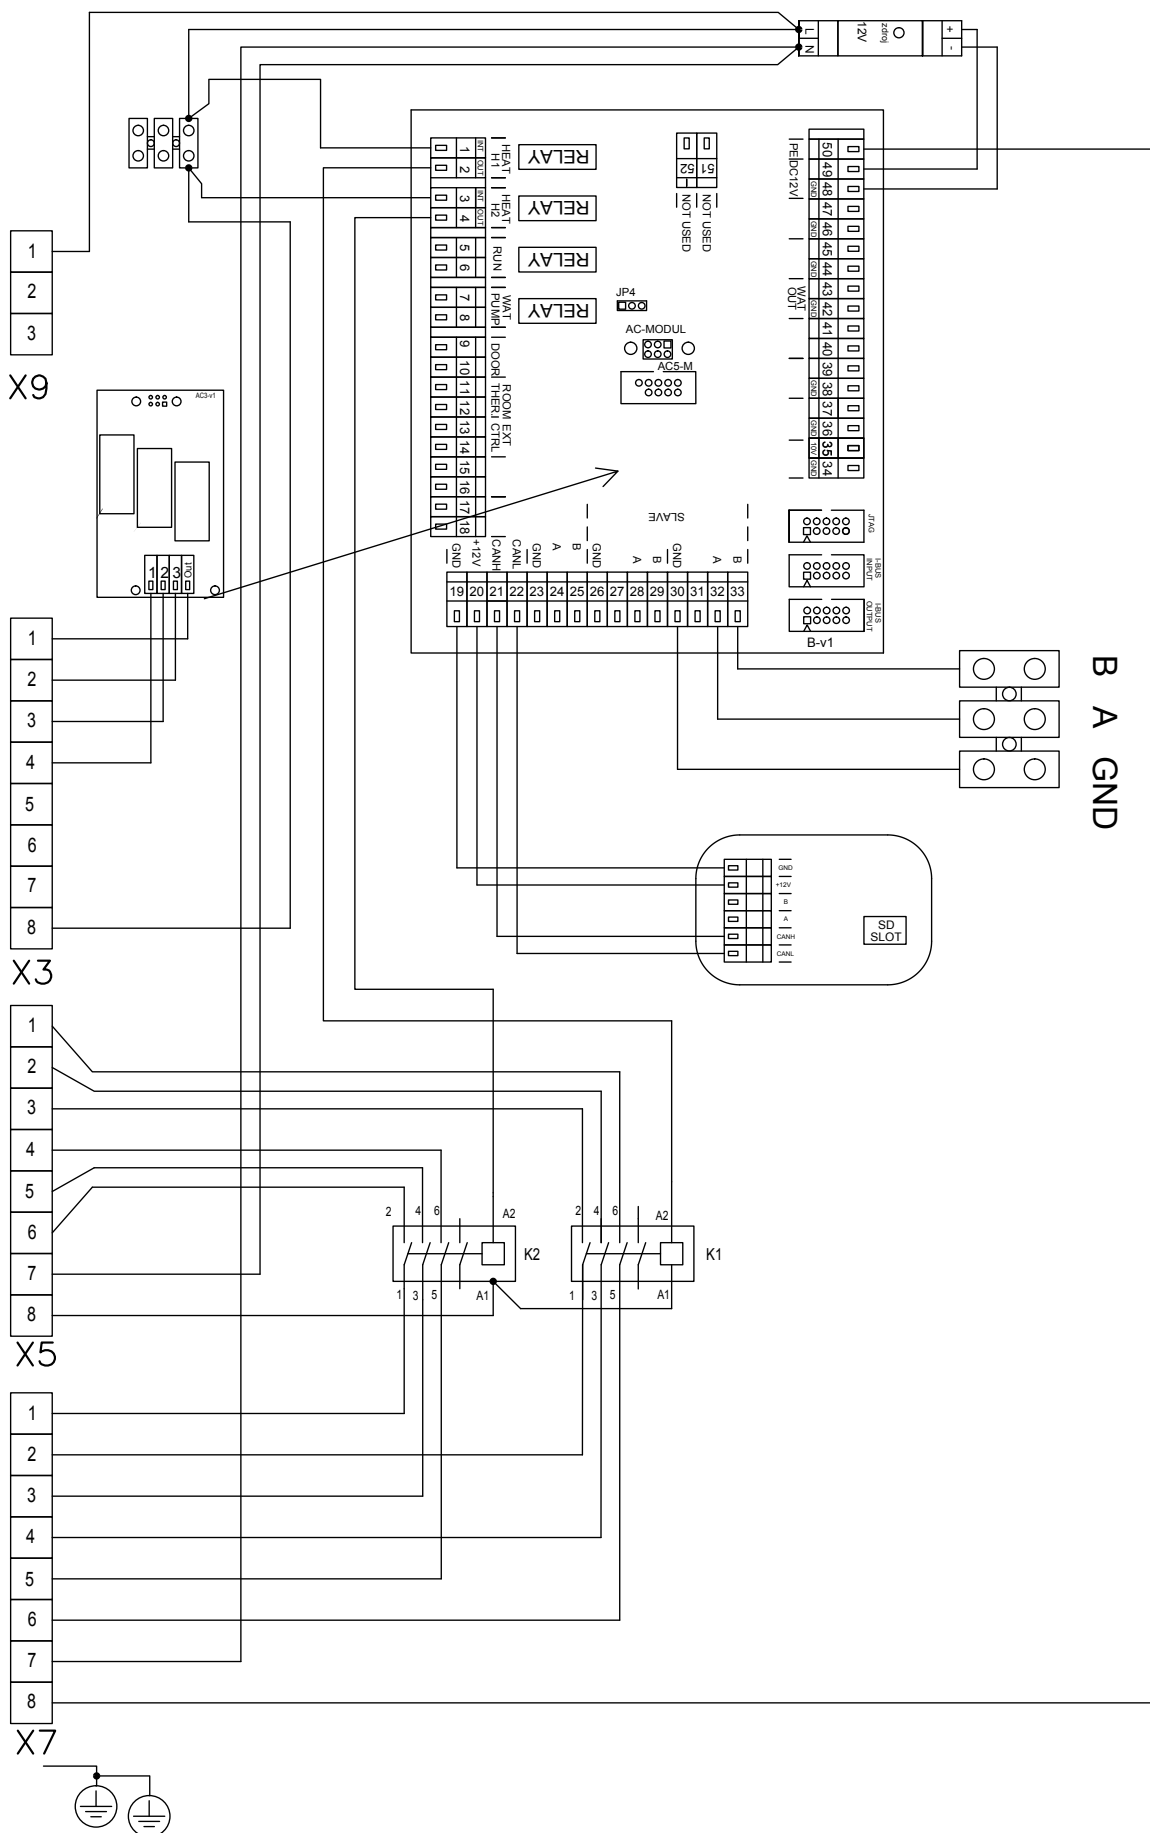 L
N
zdroj
12V
+
-
1 INT
2 OUT
HEAT
H1
3 INT
4 OUT
HEAT
H2
5
6
RUN
7
8
WAT
PUMP
9
10
DOOR
11
12
ROOM
THER.
13
14
EXT
CTRL
15
16
17
18
RELAY
RELAY
RELAY
RELAY
52
51
NOT USED
NOT USED
JP4
AC-MODUL
AC5-M
PE
DC12V
50
49
48 GND
47
46 GND
45
44 GND
43
42 GND
WAT
OUT
41
40
39
38 GND
37
36 GND
35 10V
34 GND
JTAG
I-BUS
INPUT
I-BUS
OUTPUT
B-v1
SLAVE
GND +12V CANH CANL GND A B GND A B GND A B
19 20 21 22 23 24 25 26 27 28 29 30 31 32 33
1
2
3
X9
AC3-v1
1 2 3 Out
1
2
3
4
5
6
7
8
X3
B
A
GND
GND
+12V
B
A
CANH
CANL
SD
SLOT
1
2
3
4
5
6
7
8
X5
2 4 6 A2
K2
1 3 5 A1
2 4 6 A2
K1
1 3 5 A1
1
2
3
4
5
6
7
8
X7